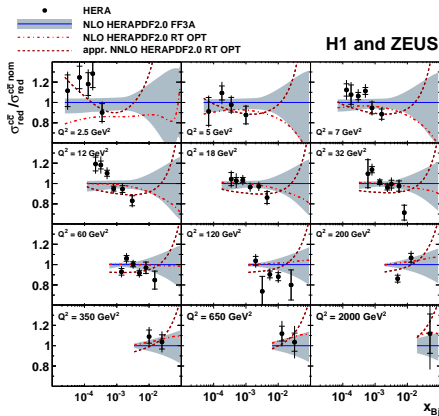 HERA
NLO HERAPDF2.0 FF3A
NLO HERAPDF2.0 RT OPT
appr. NNLO HERAPDF2.0 RT OPT
H1 and ZEUS
σ_red^cc̄ / σ_red^cc̄ nom
1.2
1
0.8
Q² = 2.5 GeV²
Q² = 5 GeV²
Q² = 7 GeV²
1.2
1
0.8
Q² = 12 GeV²
Q² = 18 GeV²
Q² = 32 GeV²
1.2
1
0.8
Q² = 60 GeV²
Q² = 120 GeV²
Q² = 200 GeV²
1.2
1
0.8
Q² = 350 GeV²
Q² = 650 GeV²
Q² = 2000 GeV²
10⁻⁴ 10⁻³ 10⁻² 10⁻⁴ 10⁻³ 10⁻² 10⁻⁴ 10⁻³ 10⁻²